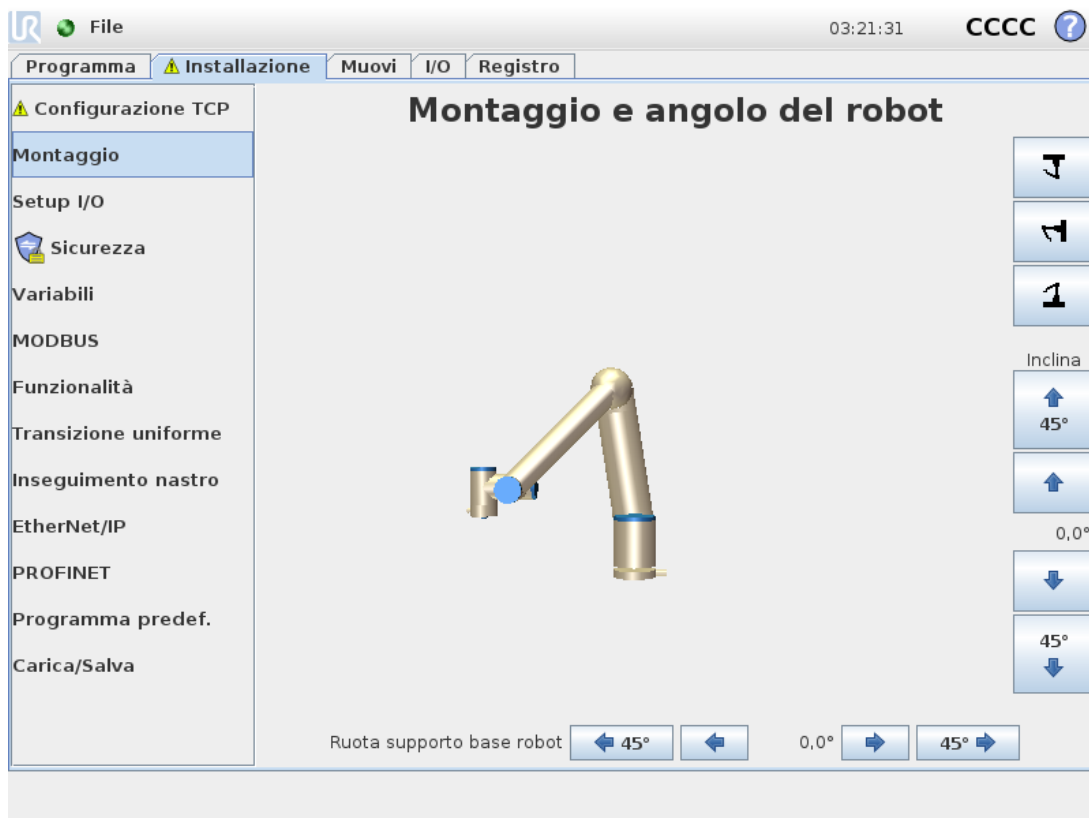 UR File 03:21:31 CCCC ?
Programma Installazione Muovi I/O Registro
Configurazione TCP
Montaggio
Setup I/O
Sicurezza
Variabili
MODBUS
Funzionalità
Transizione uniforme
Inseguimento nastro
EtherNet/IP
PROFINET
Programma predef.
Carica/Salva
Montaggio e angolo del robot
Inclina
45°
0,0°
45°
Ruota supporto base robot 45° 0,0° 45°